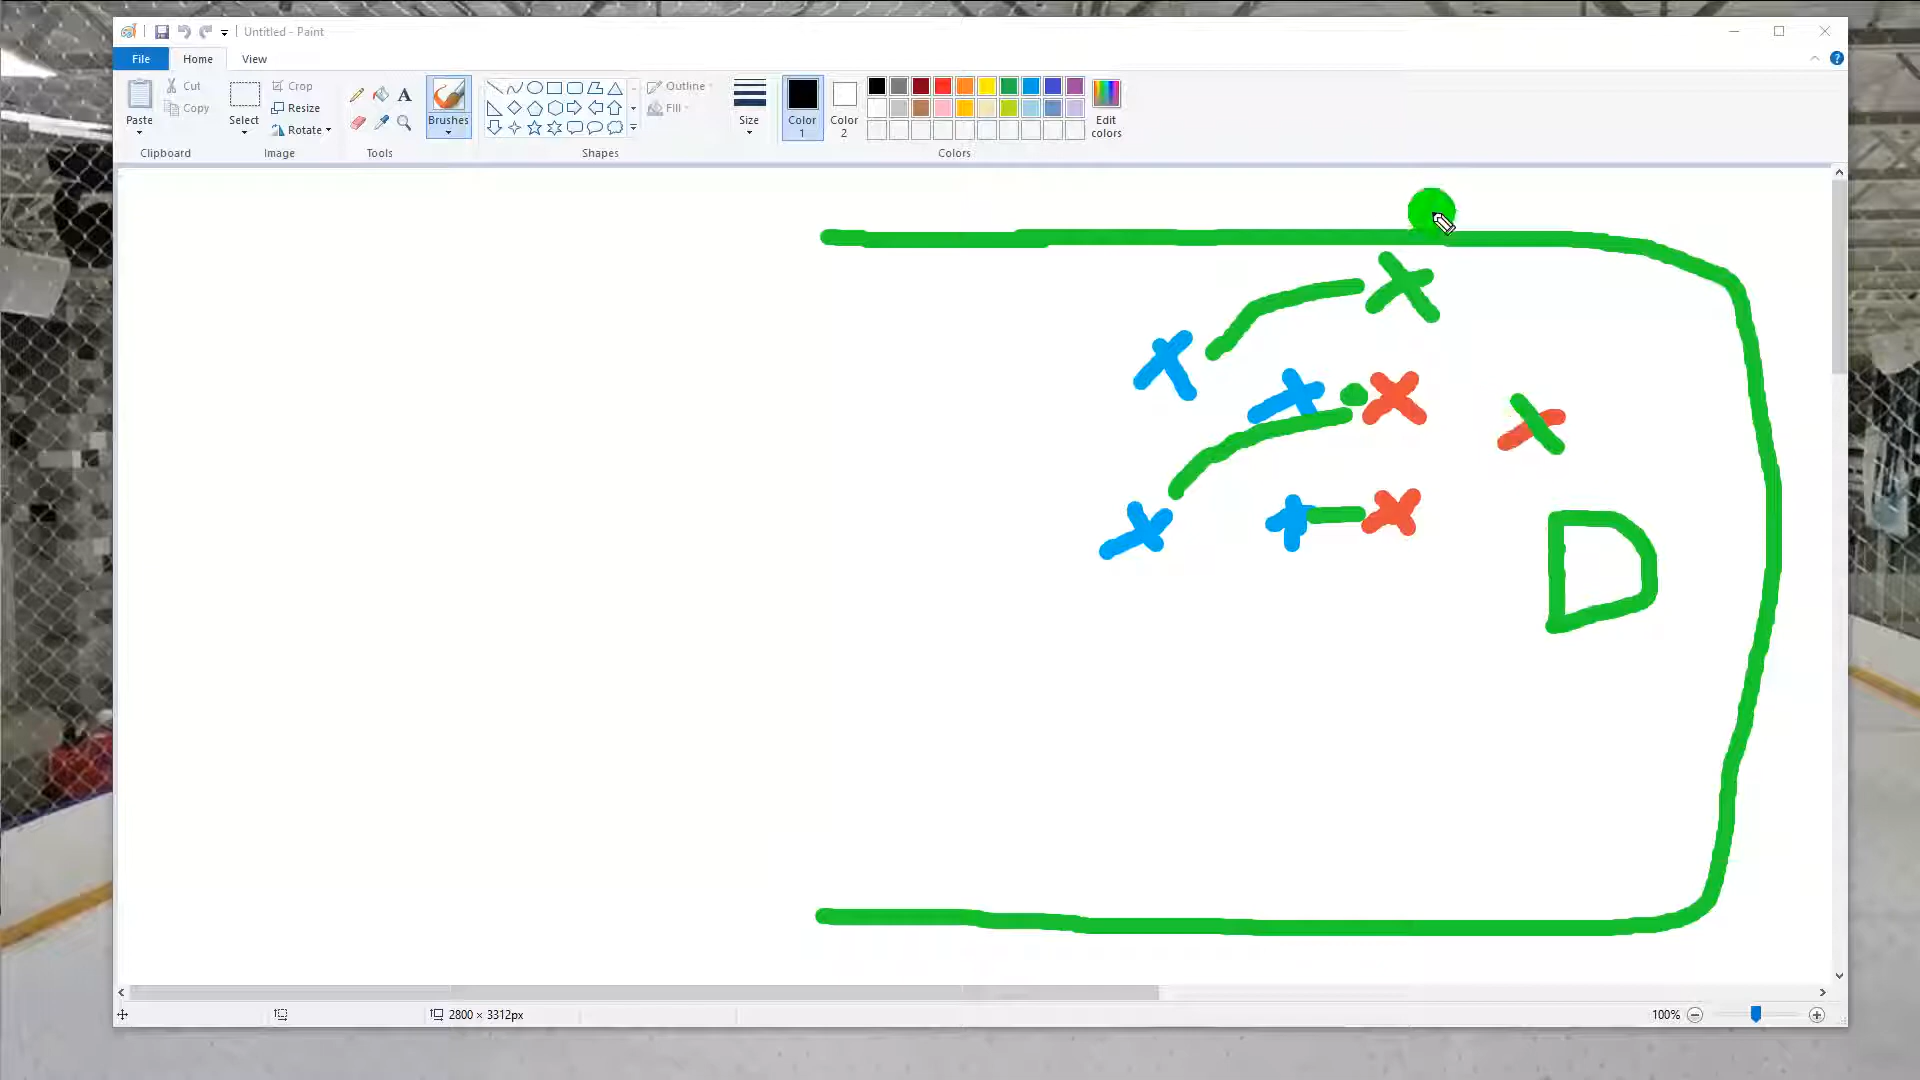 Untitled - Paint
File Home View
Paste
Cut
Copy
Clipboard
Select
Crop
Resize
Rotate
Image
A
Tools
Brushes
Outline
Fill
Shapes
Size
Color 1
Color 2
Edit colors
Colors
D
2800 × 3312px
100%